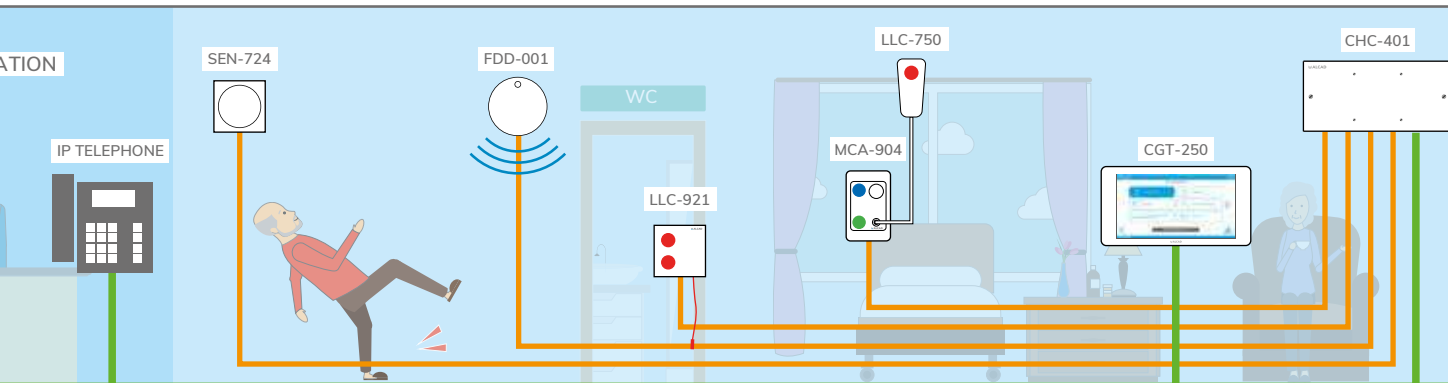 ATION
IP TELEPHONE
SEN-724
FDD-001
WC
LLC-921
LLC-750
MCA-904
CGT-250
CHC-401